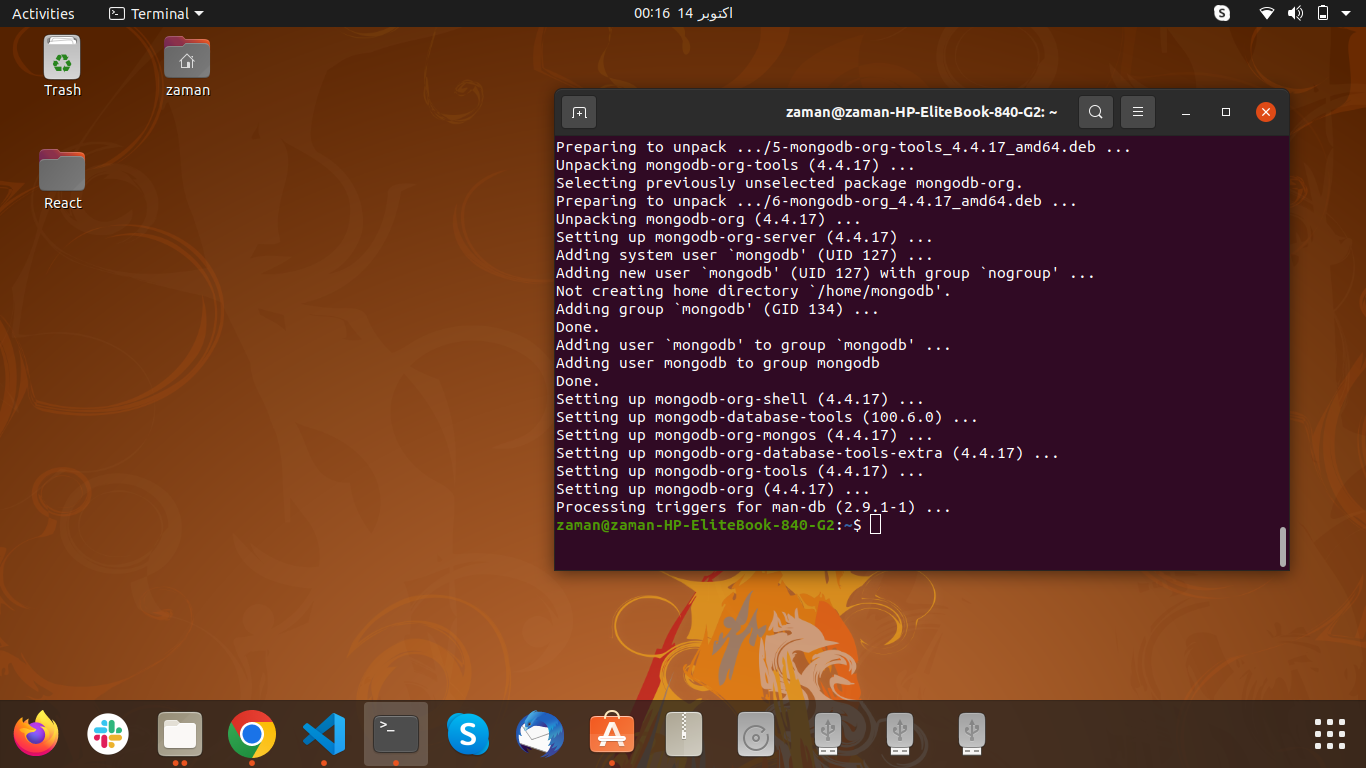 Activities
Terminal
00:16 14 اکتوبر
Trash
zaman
React
zaman@zaman-HP-EliteBook-840-G2: ~
Preparing to unpack .../5-mongodb-org-tools_4.4.17_amd64.deb ...
Unpacking mongodb-org-tools (4.4.17) ...
Selecting previously unselected package mongodb-org.
Preparing to unpack .../6-mongodb-org_4.4.17_amd64.deb ...
Unpacking mongodb-org (4.4.17) ...
Setting up mongodb-org-server (4.4.17) ...
Adding system user `mongodb' (UID 127) ...
Adding new user `mongodb' (UID 127) with group `nogroup' ...
Not creating home directory `/home/mongodb'.
Adding group `mongodb' (GID 134) ...
Done.
Adding user `mongodb' to group `mongodb' ...
Adding user mongodb to group mongodb
Done.
Setting up mongodb-org-shell (4.4.17) ...
Setting up mongodb-database-tools (100.6.0) ...
Setting up mongodb-org-mongos (4.4.17) ...
Setting up mongodb-org-database-tools-extra (4.4.17) ...
Setting up mongodb-org-tools (4.4.17) ...
Setting up mongodb-org (4.4.17) ...
Processing triggers for man-db (2.9.1-1) ...
zaman@zaman-HP-EliteBook-840-G2:~$